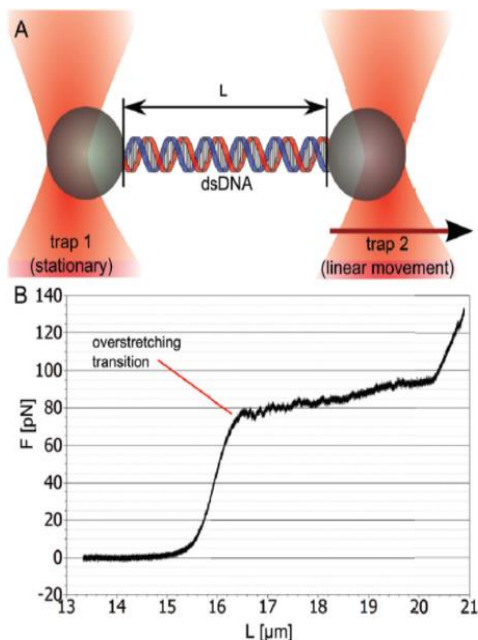 A
L
dsDNA
trap 1
(stationary)
trap 2
(linear movement)
B
140
120
100
80
60
40
20
0
-20
F [pN]
overstretching
transition
13 14 15 16 17 18 19 20 21
L [µm]